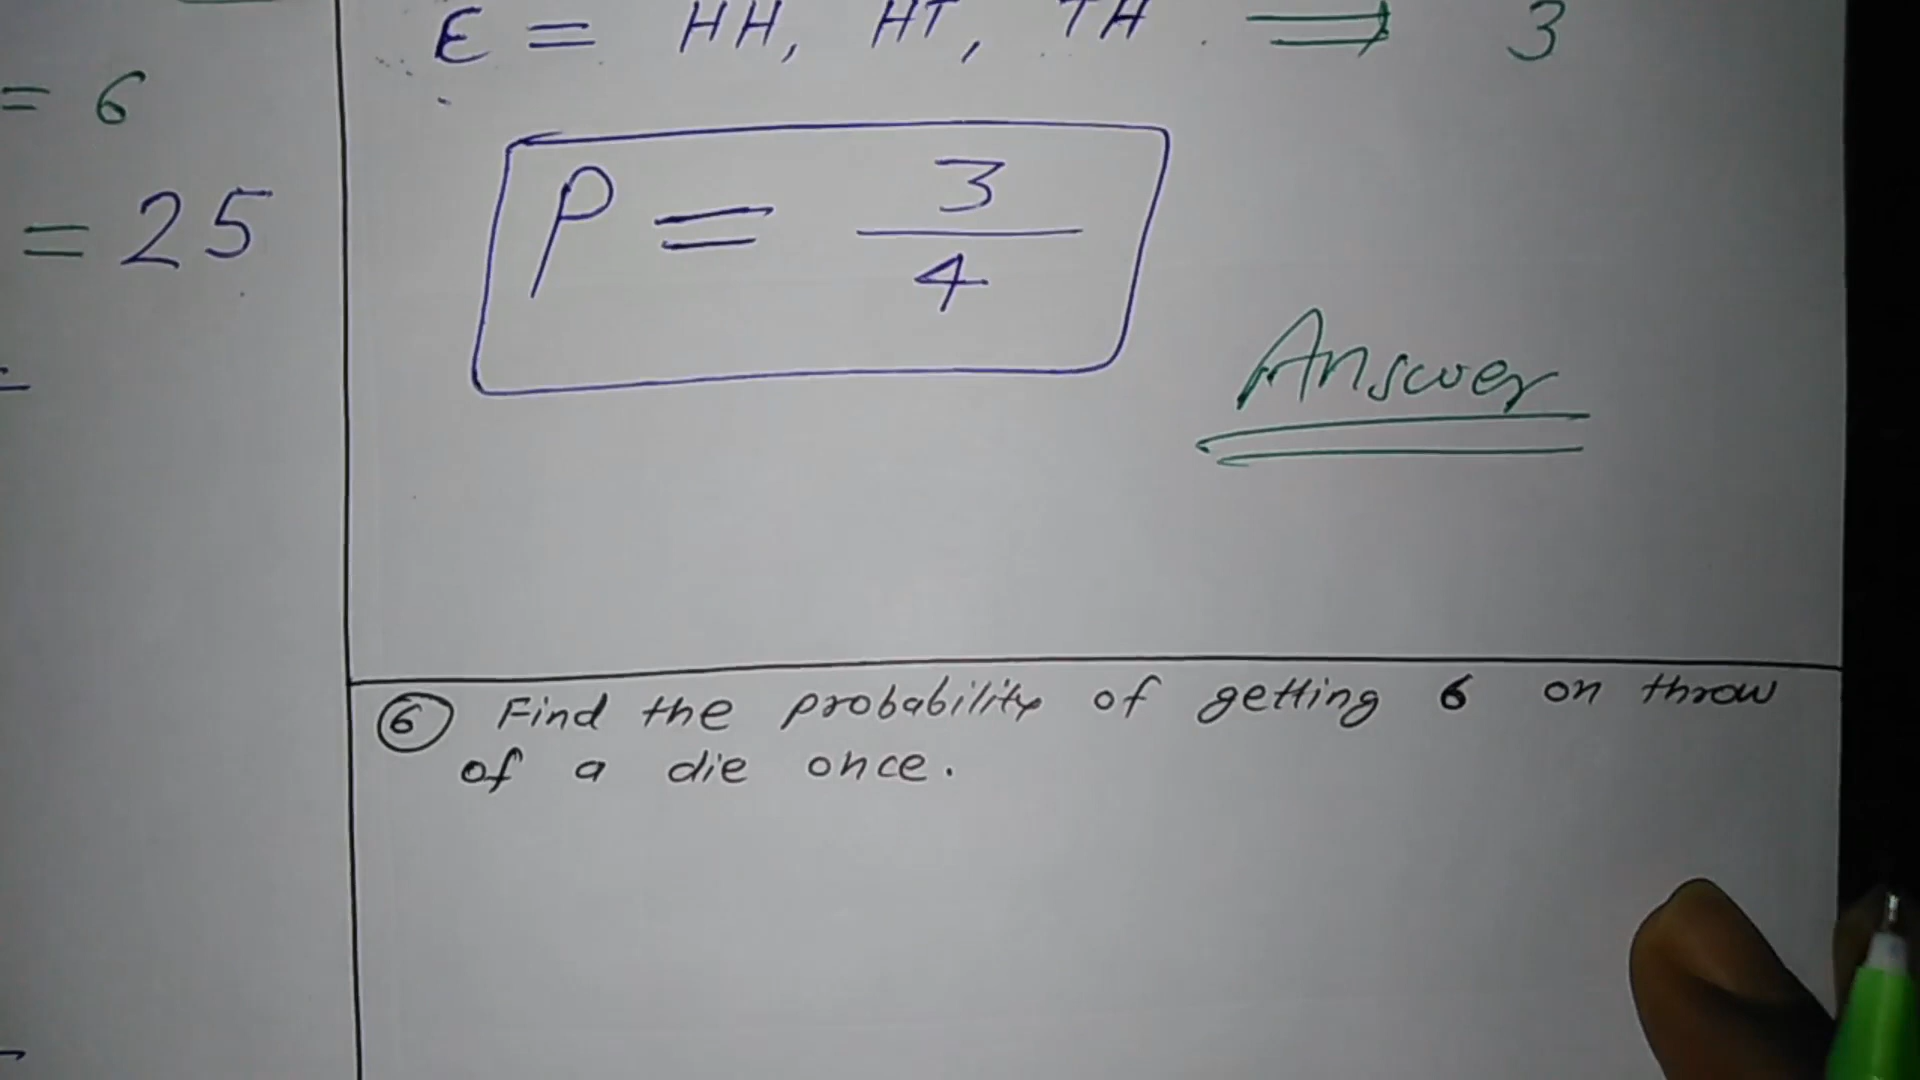 = 6
= 25
E = HH, HT, TH ⟹ 3
P = 3/4
Answer
⑥ Find the probability of getting 6 on throw
of a die once.